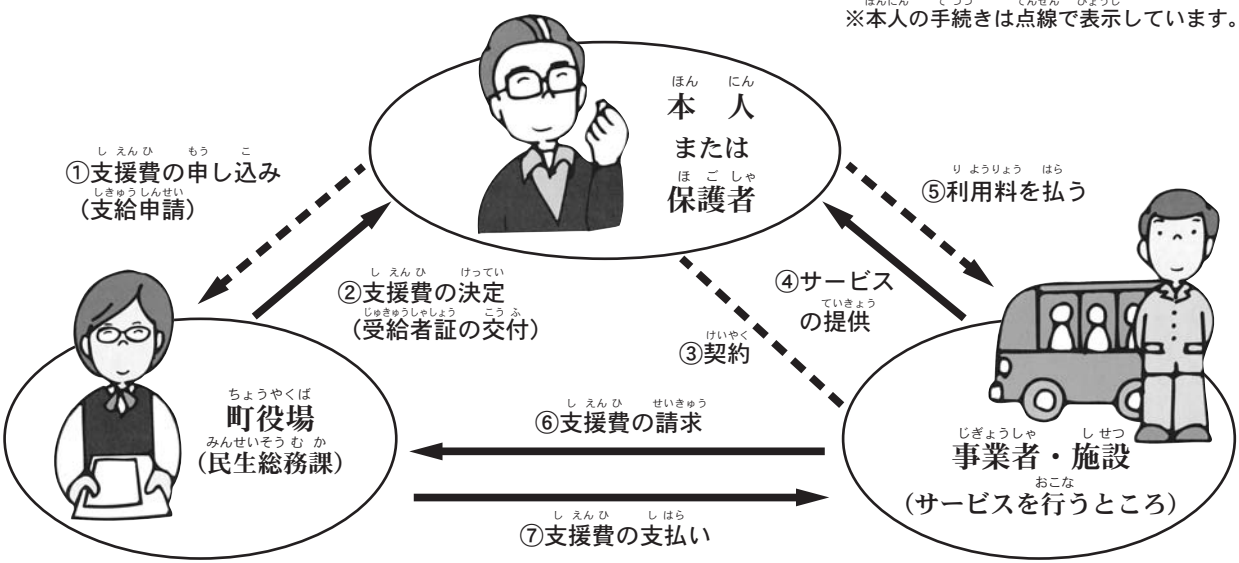 ※本人の手続きは点線で表示しています。
本人
または
保護者
①支援費の申し込み
（支給申請）
②支援費の決定
（受給者証の交付）
③契約
④サービス
の提供
⑤利用料を払う
町役場
（民生総務課）
⑥支援費の請求
⑦支援費の支払い
事業者・施設
（サービスを行うところ）